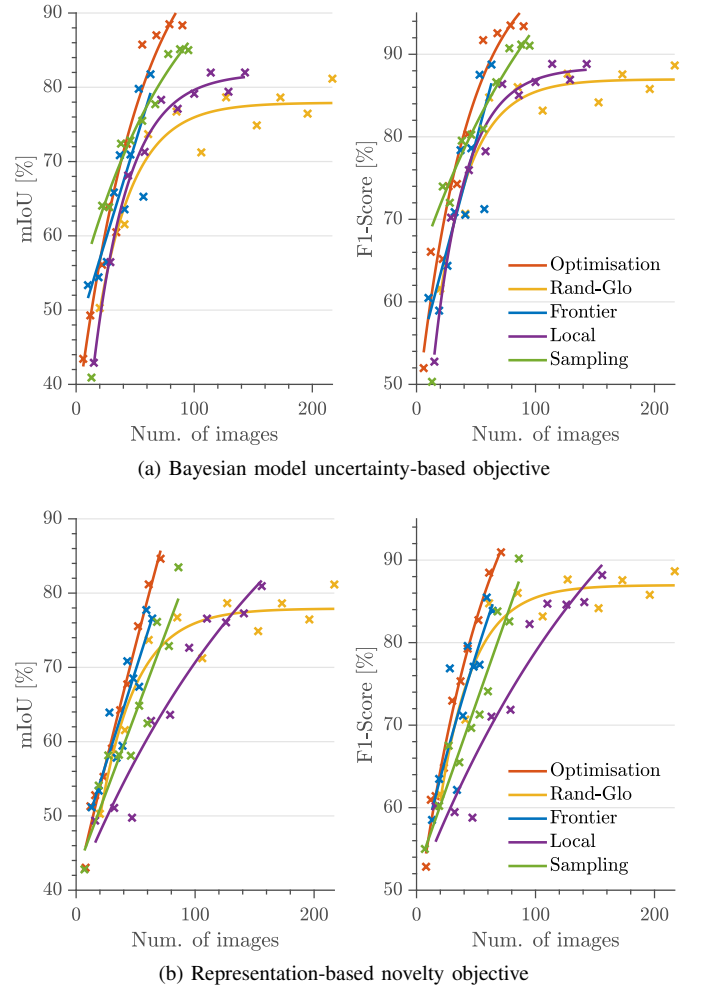 90
80
70
60
50
40
mIoU [%]
0
100
200
Num. of images
90
80
70
60
50
F1-Score [%]
0
100
200
Num. of images
Optimisation
Rand-Glo
Frontier
Local
Sampling
(a) Bayesian model uncertainty-based objective
90
80
70
60
50
40
mIoU [%]
0
100
200
Num. of images
90
80
70
60
50
F1-Score [%]
0
100
200
Num. of images
Optimisation
Rand-Glo
Frontier
Local
Sampling
(b) Representation-based novelty objective